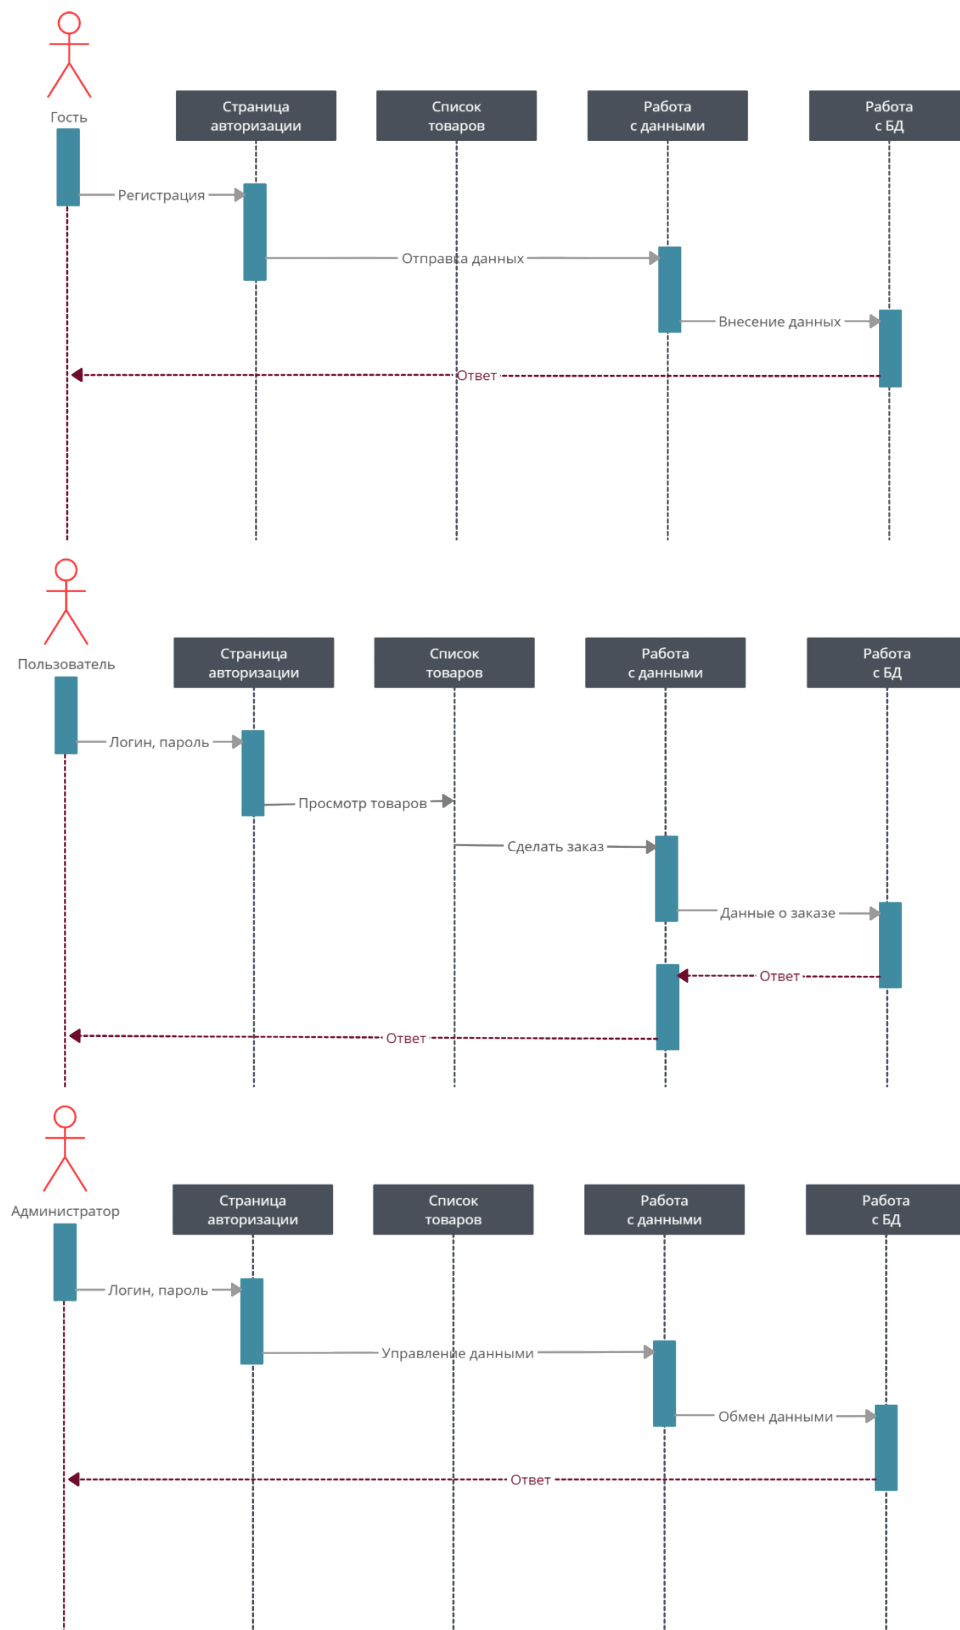 Гость
Страница
авторизации
Список
товаров
Работа
с данными
Работа
с БД
Регистрация
Отправка данных
Внесение данных
Ответ
Пользователь
Страница
авторизации
Список
товаров
Работа
с данными
Работа
с БД
Логин, пароль
Просмотр товаров
Сделать заказ
Данные о заказе
Ответ
Ответ
Администратор
Страница
авторизации
Список
товаров
Работа
с данными
Работа
с БД
Логин, пароль
Управление данными
Обмен данными
Ответ